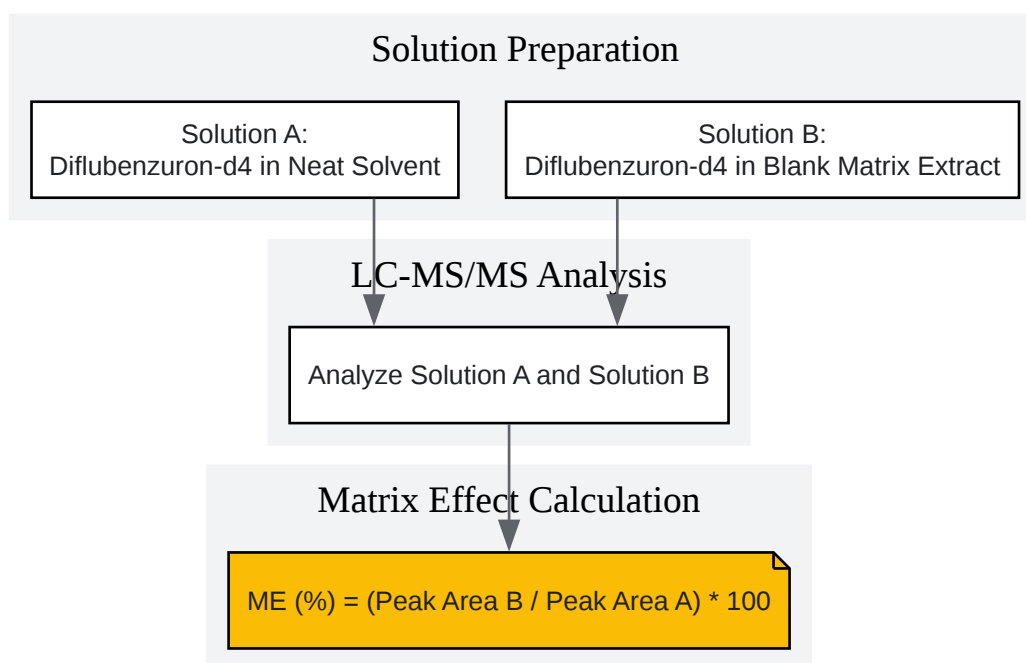 Solution Preparation
Solution A:
Diflubenzuron-d4 in Neat Solvent
Solution B:
Diflubenzuron-d4 in Blank Matrix Extract
LC-MS/MS Analysis
Analyze Solution A and Solution B
Matrix Effect Calculation
ME (%) = (Peak Area B / Peak Area A) * 100